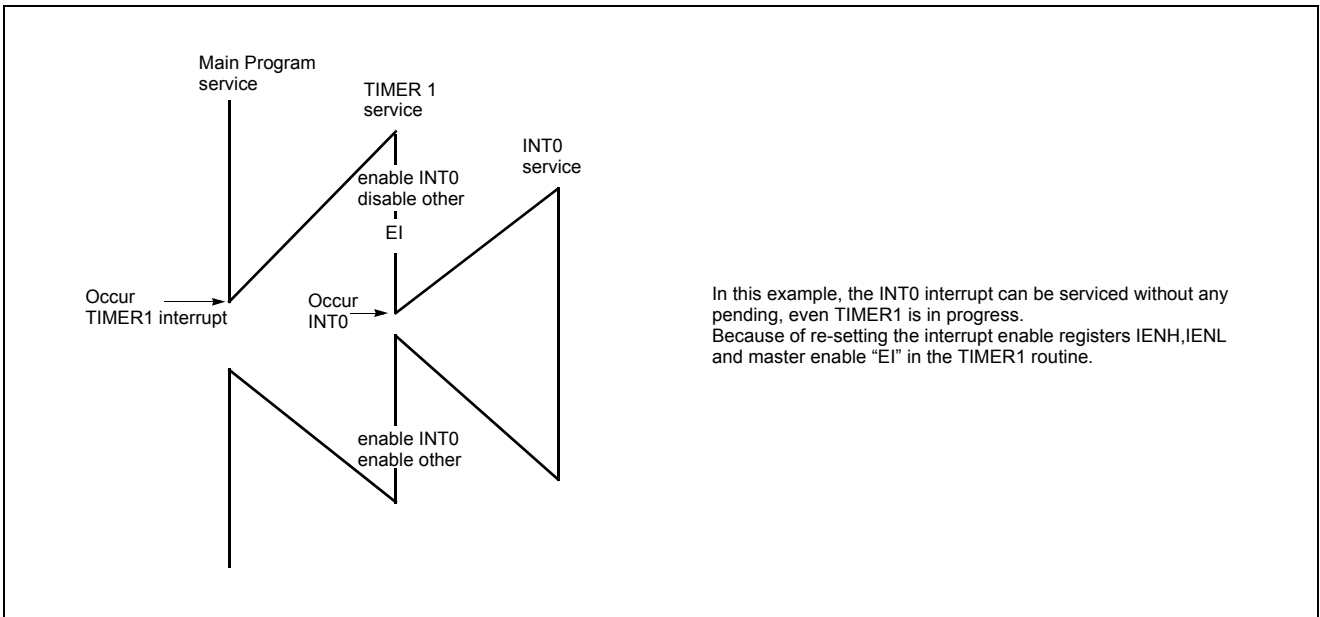 Main Program
service
TIMER 1
service
INT0
service
enable INT0
disable other
EI
Occur
TIMER1 interrupt
Occur
INT0
In this example, the INT0 interrupt can be serviced without any
pending, even TIMER1 is in progress.
Because of re-setting the interrupt enable registers IENH,IENL
and master enable “EI” in the TIMER1 routine.
enable INT0
enable other